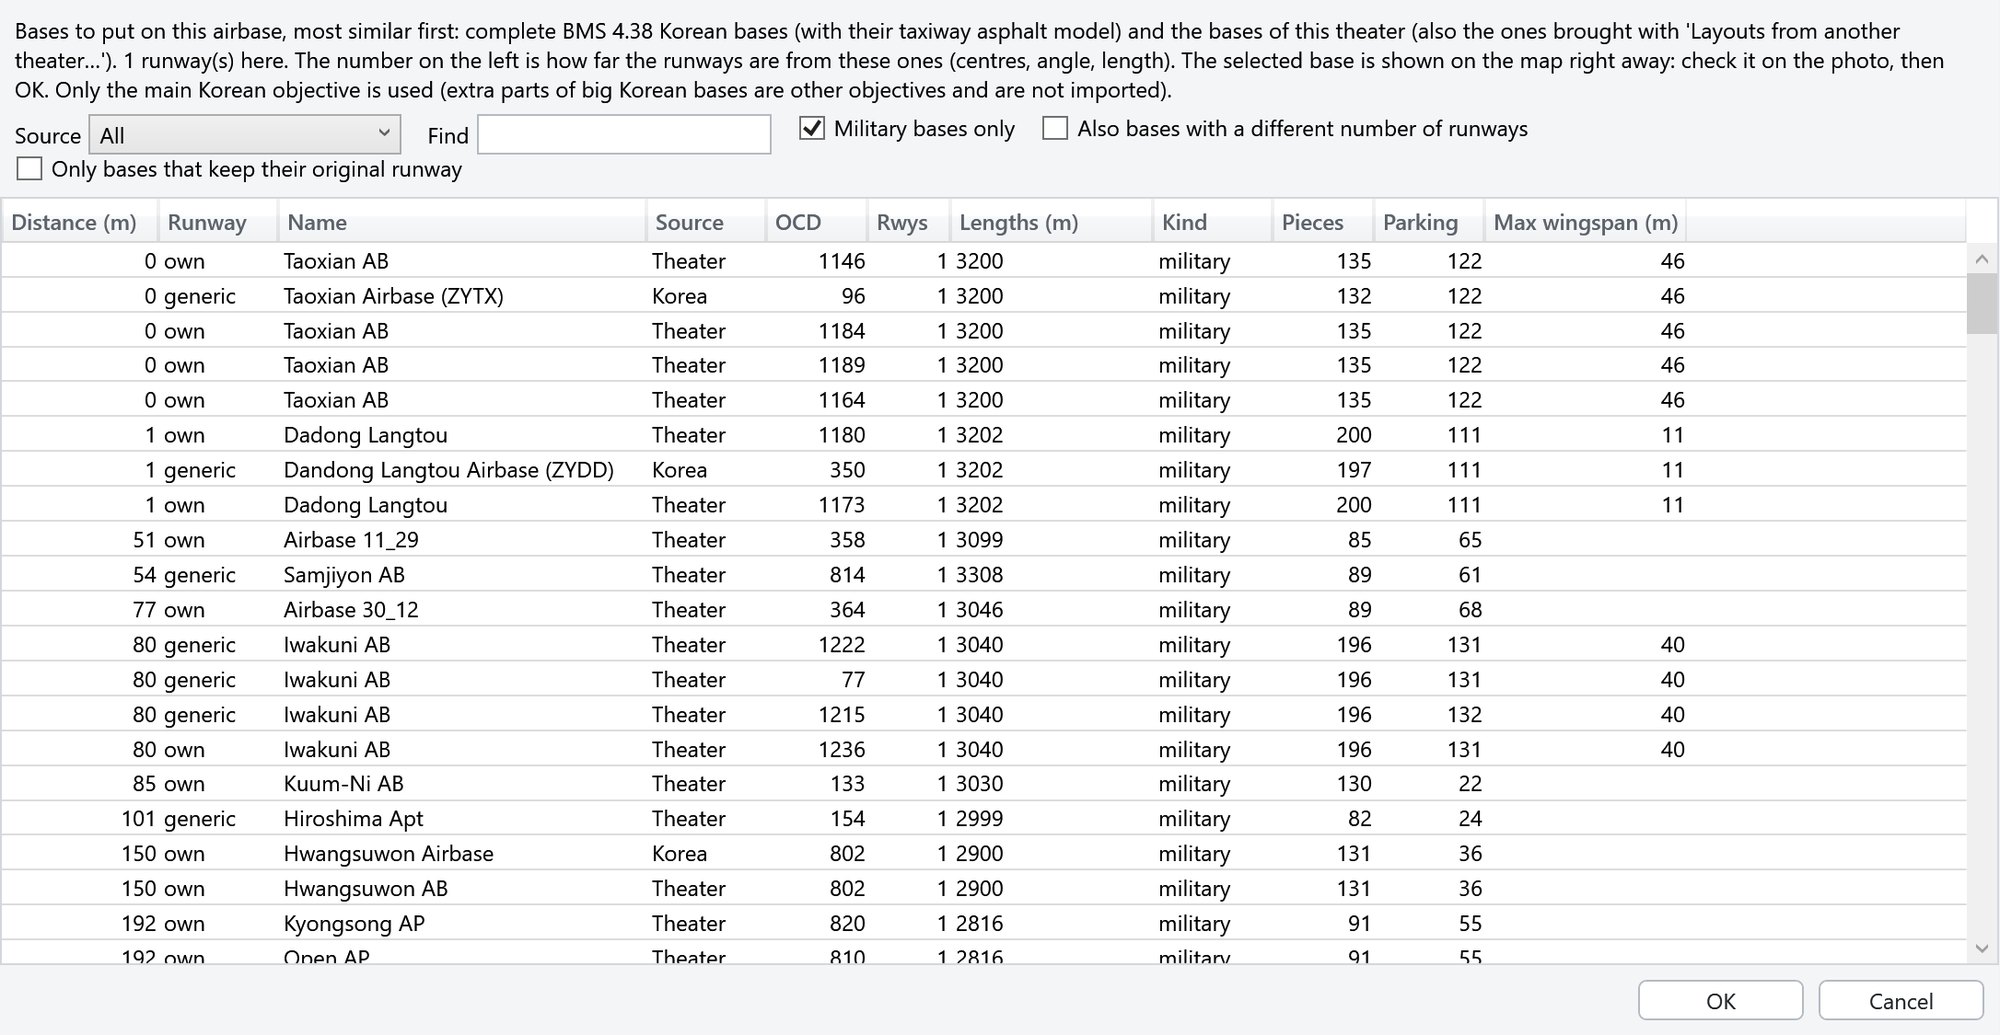 Bases to put on this airbase, most similar first: complete BMS 4.38 Korean bases (with their taxiway asphalt model) and the bases of this theater (also the ones brought with 'Layouts from another
theater...'). 1 runway(s) here. The number on the left is how far the runways are from these ones (centres, angle, length). The selected base is shown on the map right away: check it on the photo, then
OK. Only the main Korean objective is used (extra parts of big Korean bases are other objectives and are not imported).
Source All Find Military bases only Also bases with a different number of runways
Only bases that keep their original runway
Distance (m) Runway Name Source OCD Rwys Lengths (m) Kind Pieces Parking Max wingspan (m)
0 own Taoxian AB Theater 1146 1 3200 military 135 122 46
0 generic Taoxian Airbase (ZYTX) Korea 96 1 3200 military 132 122 46
0 own Taoxian AB Theater 1184 1 3200 military 135 122 46
0 own Taoxian AB Theater 1189 1 3200 military 135 122 46
0 own Taoxian AB Theater 1164 1 3200 military 135 122 46
1 own Dadong Langtou Theater 1180 1 3202 military 200 111 11
1 generic Dandong Langtou Airbase (ZYDD) Korea 350 1 3202 military 197 111 11
1 own Dadong Langtou Theater 1173 1 3202 military 200 111 11
51 own Airbase 11_29 Theater 358 1 3099 military 85 65
54 generic Samjiyon AB Theater 814 1 3308 military 89 61
77 own Airbase 30_12 Theater 364 1 3046 military 89 68
80 generic Iwakuni AB Theater 1222 1 3040 military 196 131 40
80 generic Iwakuni AB Theater 77 1 3040 military 196 131 40
80 generic Iwakuni AB Theater 1215 1 3040 military 196 132 40
80 own Iwakuni AB Theater 1236 1 3040 military 196 131 40
85 own Kuum-Ni AB Theater 133 1 3030 military 130 22
101 generic Hiroshima Apt Theater 154 1 2999 military 82 24
150 own Hwangsuwon Airbase Korea 802 1 2900 military 131 36
150 own Hwangsuwon AB Theater 802 1 2900 military 131 36
192 own Kyongsong AP Theater 820 1 2816 military 91 55
192 own Open AP Theater 810 1 2816 military 91 55
OK Cancel